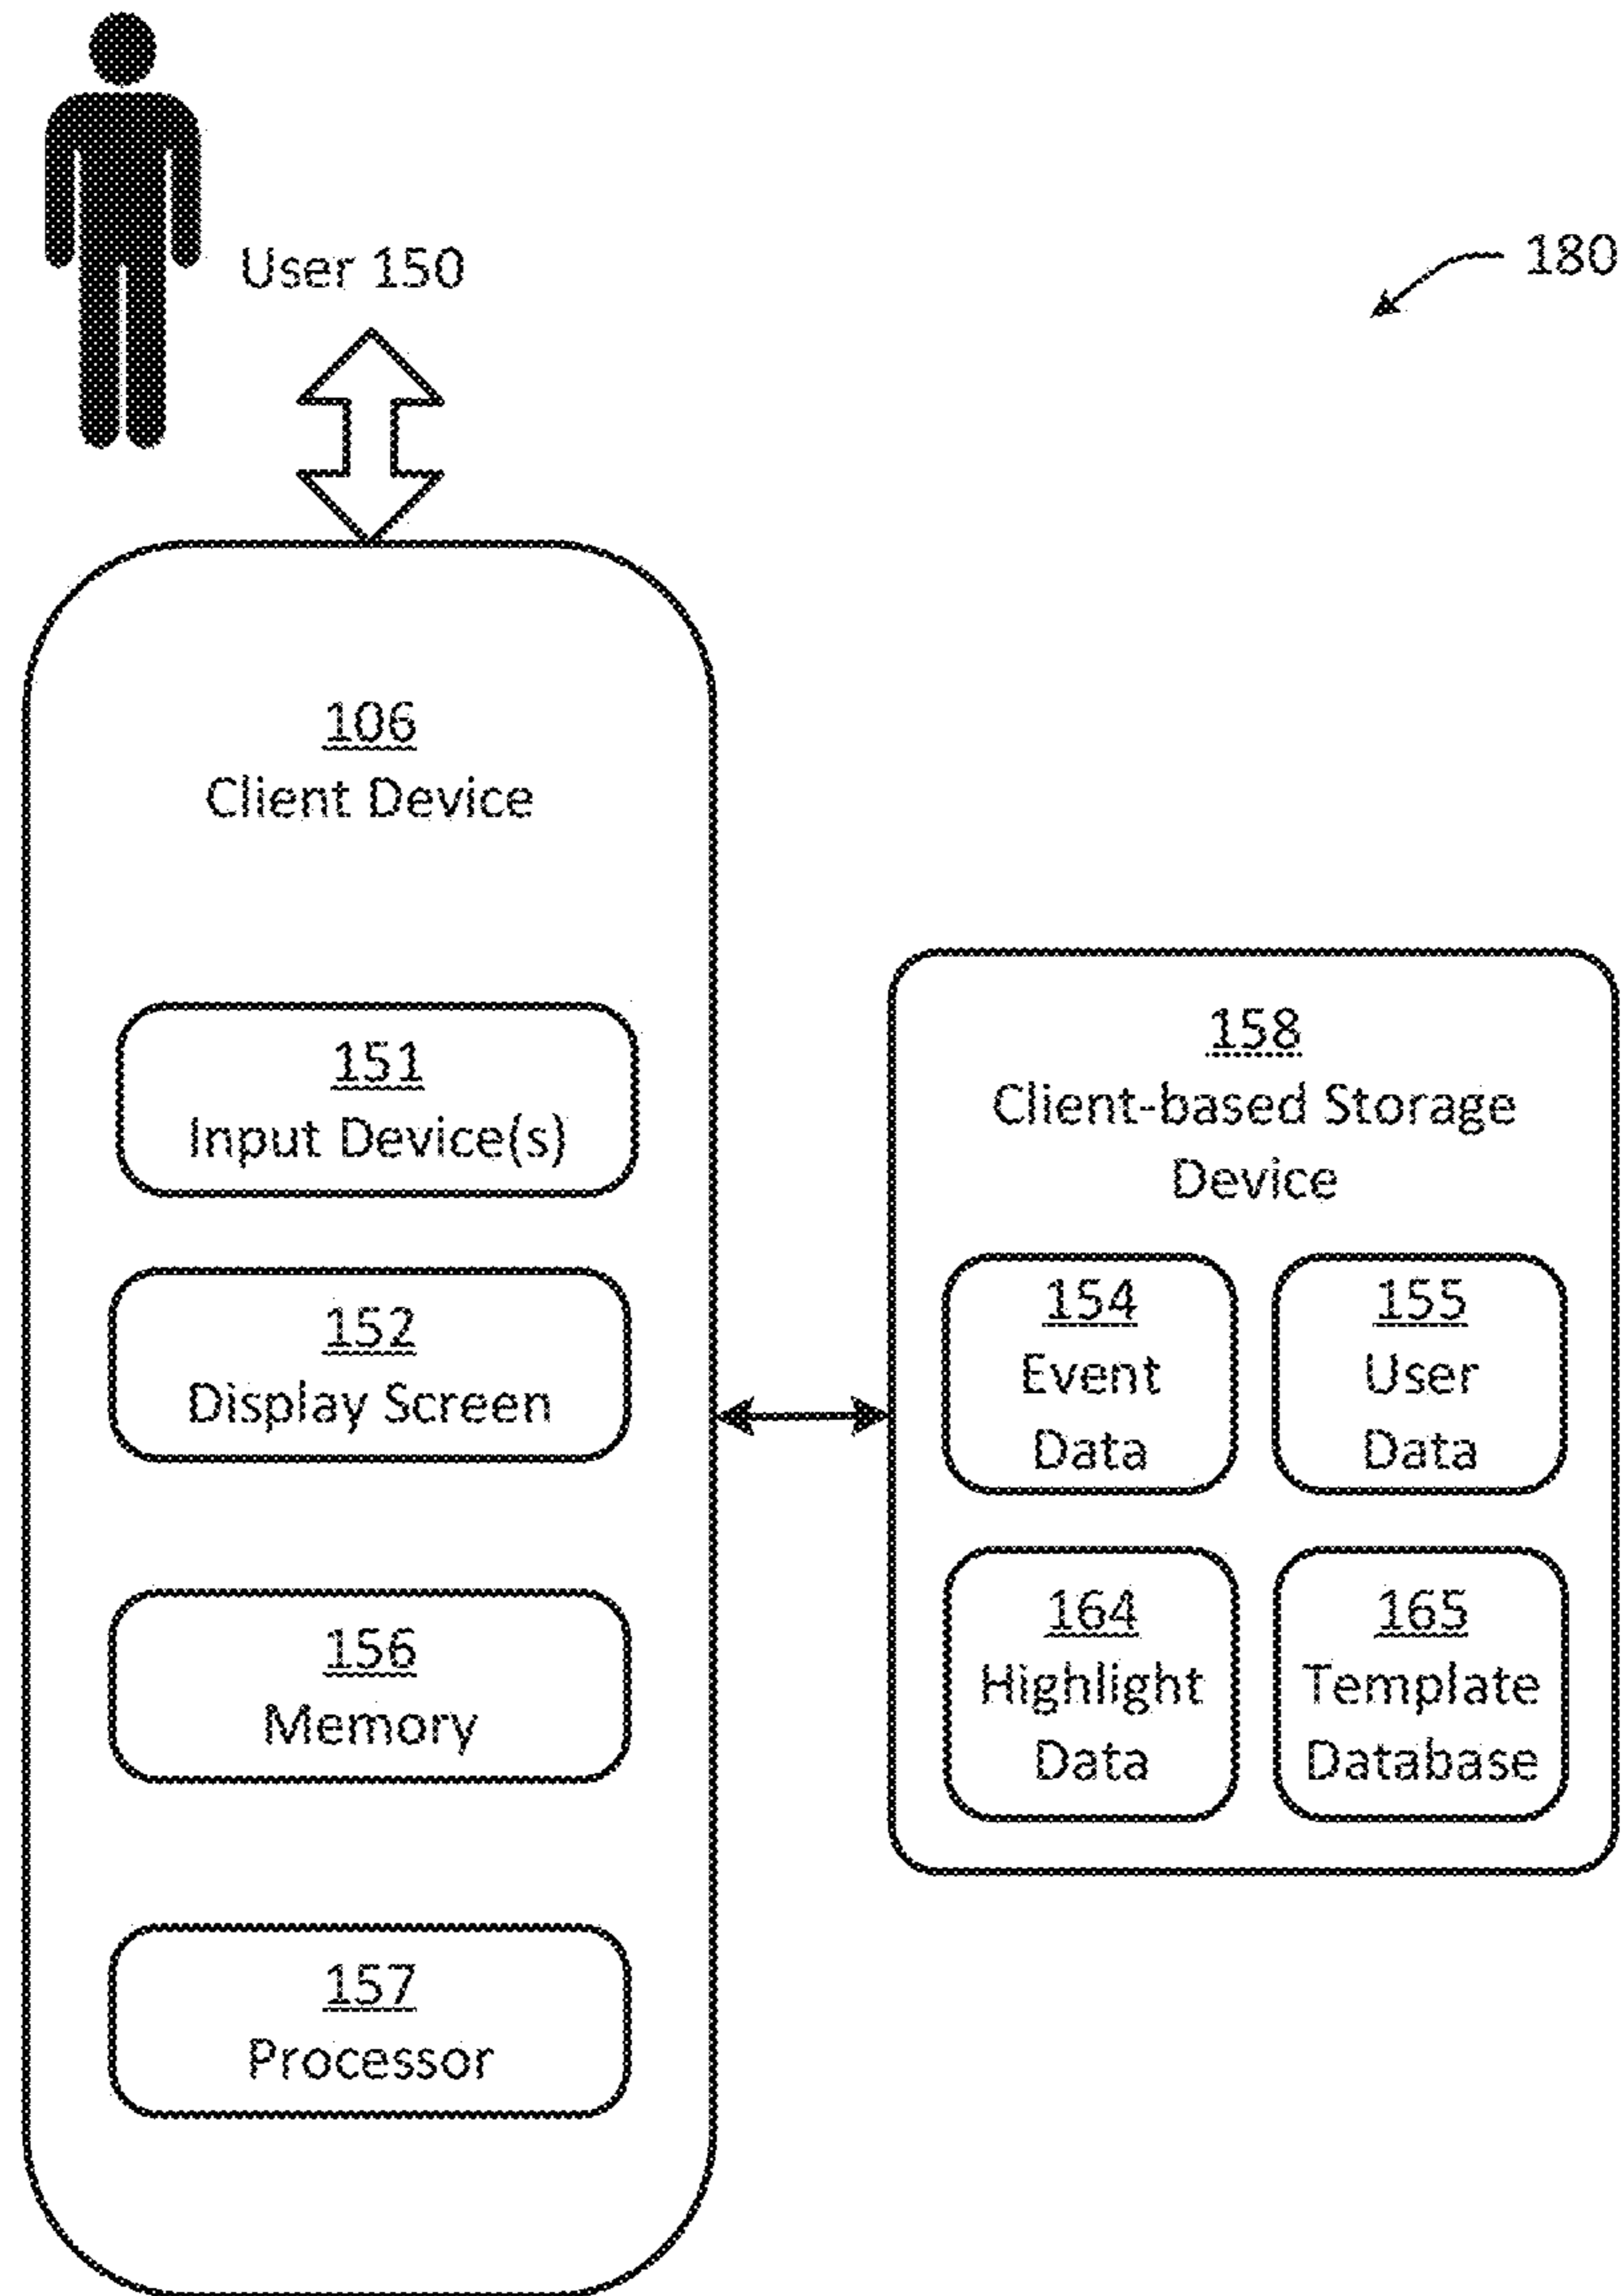 User 150
180
106
Client Device
151
Input Device(s)
152
Display Screen
156
Memory
157
Processor
158
Client-based Storage
Device
154
Event
Data
155
User
Data
164
Highlight
Data
165
Template
Database